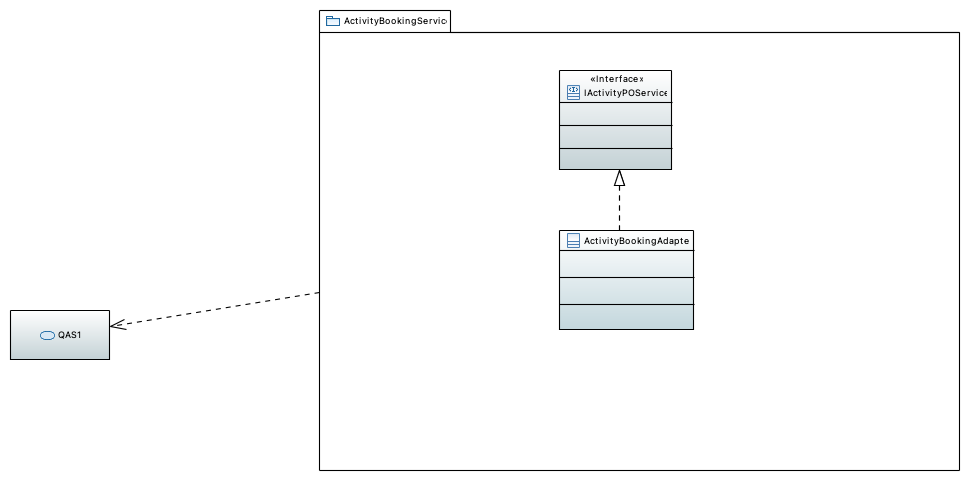 ActivityBookingServic
«Interface»
IActivityPOService
ActivityBookingAdapte
QAS1